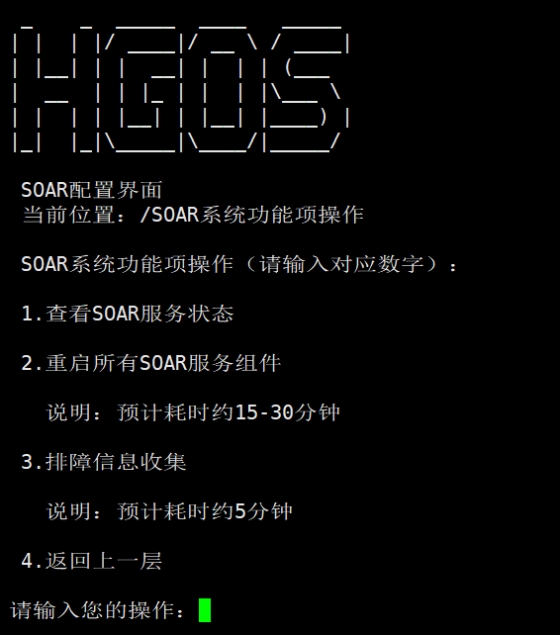 HGOS
SOAR配置界面
当前位置：/SOAR系统功能项操作
SOAR系统功能项操作（请输入对应数字）：
1.查看SOAR服务状态
2.重启所有SOAR服务组件
说明：预计耗时约15-30分钟
3.排障信息收集
说明：预计耗时约5分钟
4.返回上一层
请输入您的操作：